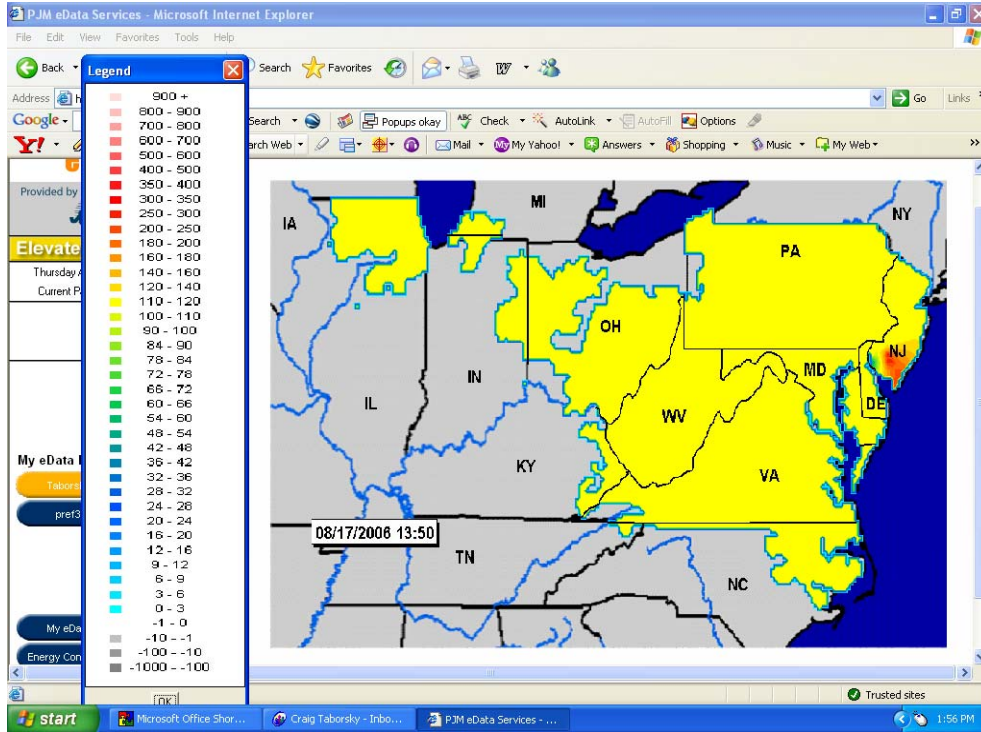 PJM eData Services - Microsoft Internet Explorer
File Edit View Favorites Tools Help
Back Search Favorites
Address Go Links
Google Search Popups okay ABC Check AutoLink AutoFill Options
Y! Search Web Mail My Yahoo! Answers Shopping Music My Web
Legend
900 +
800 - 900
700 - 800
600 - 700
500 - 600
400 - 500
350 - 400
300 - 350
250 - 300
200 - 250
180 - 200
160 - 180
140 - 160
120 - 140
110 - 120
100 - 110
90 - 100
84 - 90
78 - 84
72 - 78
66 - 72
60 - 66
54 - 60
48 - 54
42 - 48
36 - 42
32 - 36
28 - 32
24 - 28
20 - 24
16 - 20
12 - 16
9 - 12
6 - 9
3 - 6
0 - 3
-1 - 0
-10 - -1
-100 - -10
-1000 - -100
OK
Provided by
Elevate
Thursday
Current
My eData
Tabors
pref3
My eDa
Energy Con
IA
MI
NY
PA
OH
NJ
IN
IL
MD
DE
WV
KY
VA
08/17/2006 13:50
TN
NC
Trusted sites
start Microsoft Office Shor... Craig Taborsky - Inbo... PJM eData Services - ... 1:56 PM